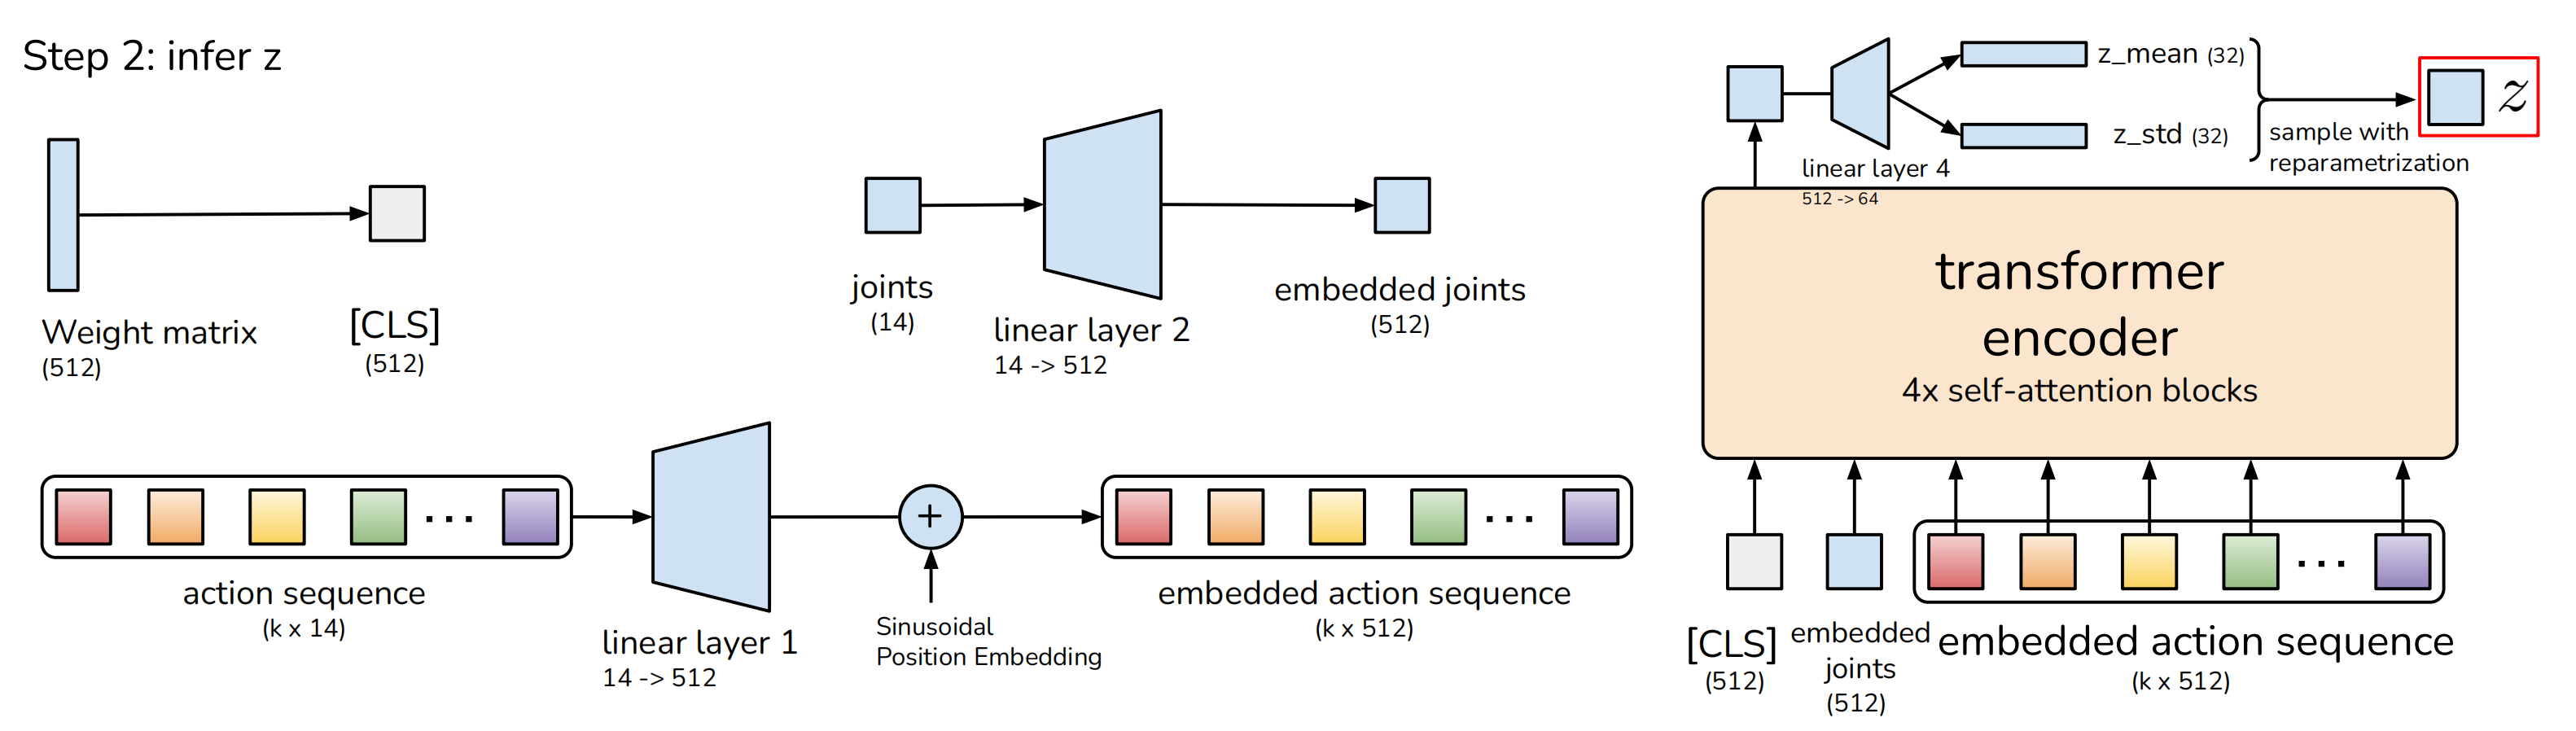 Step 2: infer z
Weight matrix
(512)
[CLS]
(512)
joints
(14)
linear layer 2
14 -> 512
embedded joints
(512)
action sequence
(k x 14)
linear layer 1
14 -> 512
+
Sinusoidal
Position Embedding
...
embedded action sequence
(k x 512)
...
z_mean (32)
z_std (32)
linear layer 4
512 -> 64
sample with
reparametrization
z
transformer
encoder
4x self-attention blocks
...
[CLS]
(512)
embedded
joints
(512)
embedded action sequence
(k x 512)